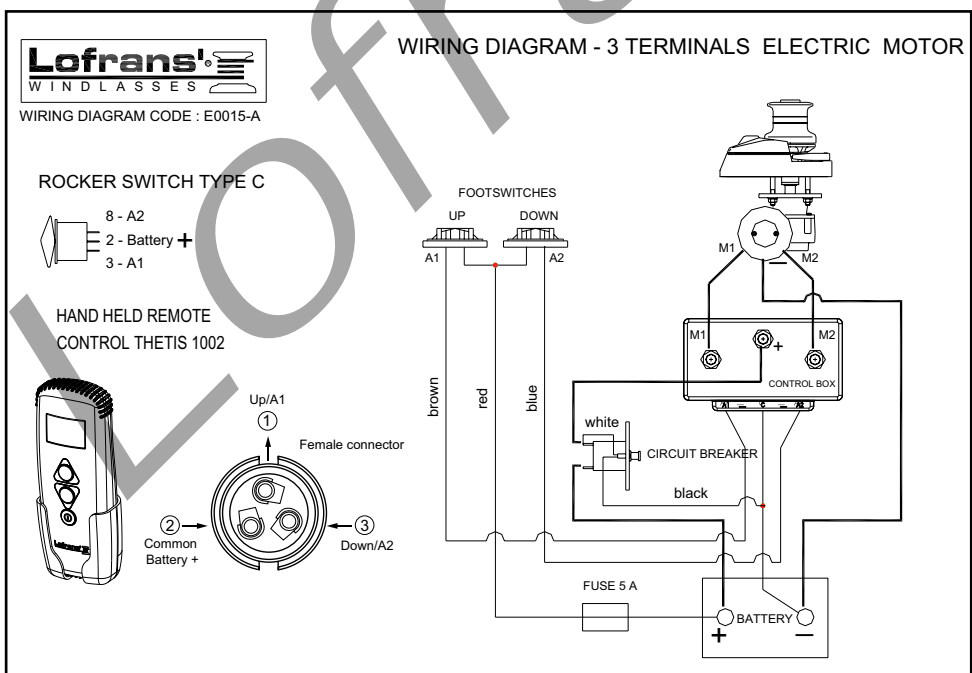 Lofrans'®
WINDLASSES
WIRING DIAGRAM CODE : E0015-A
WIRING DIAGRAM - 3 TERMINALS ELECTRIC MOTOR
ROCKER SWITCH TYPE C
8 - A2
2 - Battery +
3 - A1
HAND HELD REMOTE
CONTROL THETIS 1002
Lofrans'
Up/A1
1
Female connector
2
Common
Battery +
3
Down/A2
FOOTSWITCHES
UP DOWN
A1 A2
brown
red
blue
M1 M2
−
M1 M2
+
CONTROL BOX
A1 − C − A2
white
CIRCUIT BREAKER
black
FUSE 5 A
BATTERY
+ −
Lofrans